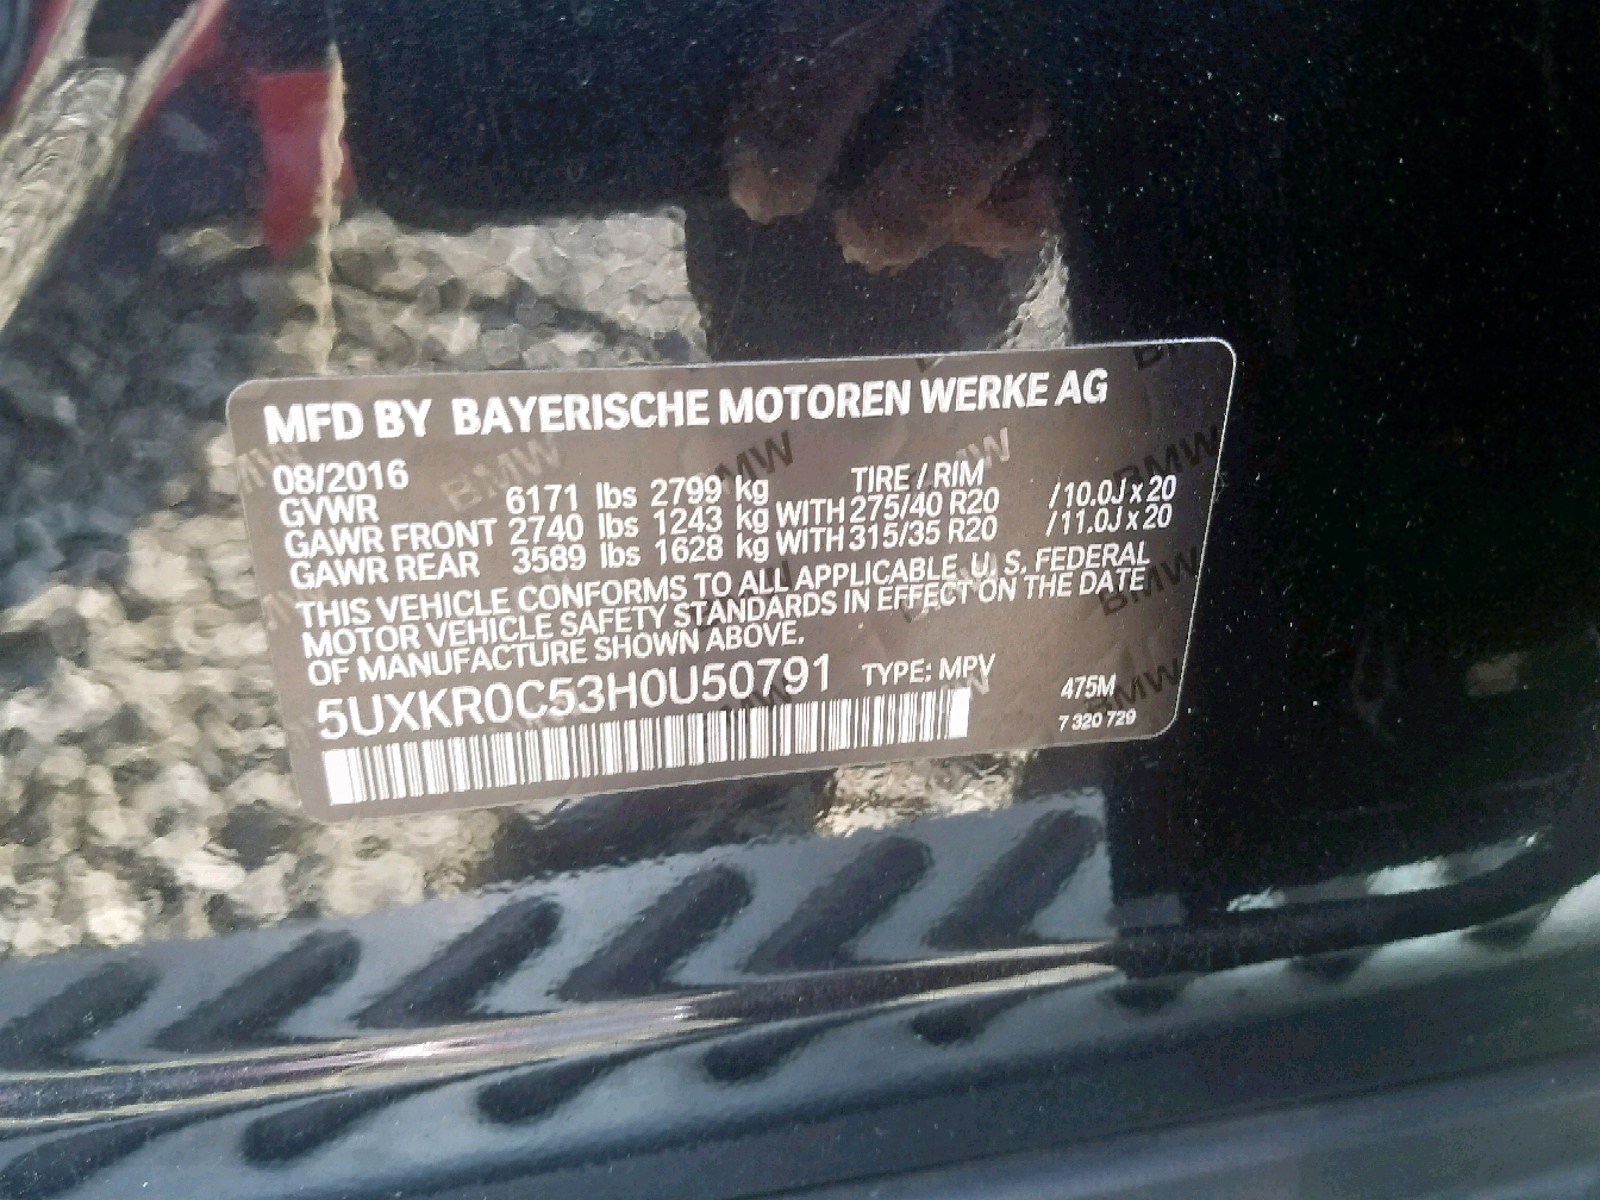 MFD BY BAYERISCHE MOTOREN WERKE AG
08/2016 TIRE / RIM
GVWR 6171 lbs 2799 kg
GAWR FRONT 2740 lbs 1243 kg WITH 275/40 R20 /10.0J x 20
GAWR REAR 3589 lbs 1628 kg WITH 315/35 R20 /11.0J x 20
THIS VEHICLE CONFORMS TO ALL APPLICABLE U.S. FEDERAL
MOTOR VEHICLE SAFETY STANDARDS IN EFFECT ON THE DATE
OF MANUFACTURE SHOWN ABOVE.
5UXKR0C53H0U50791 TYPE: MPV 475M
7 320 729